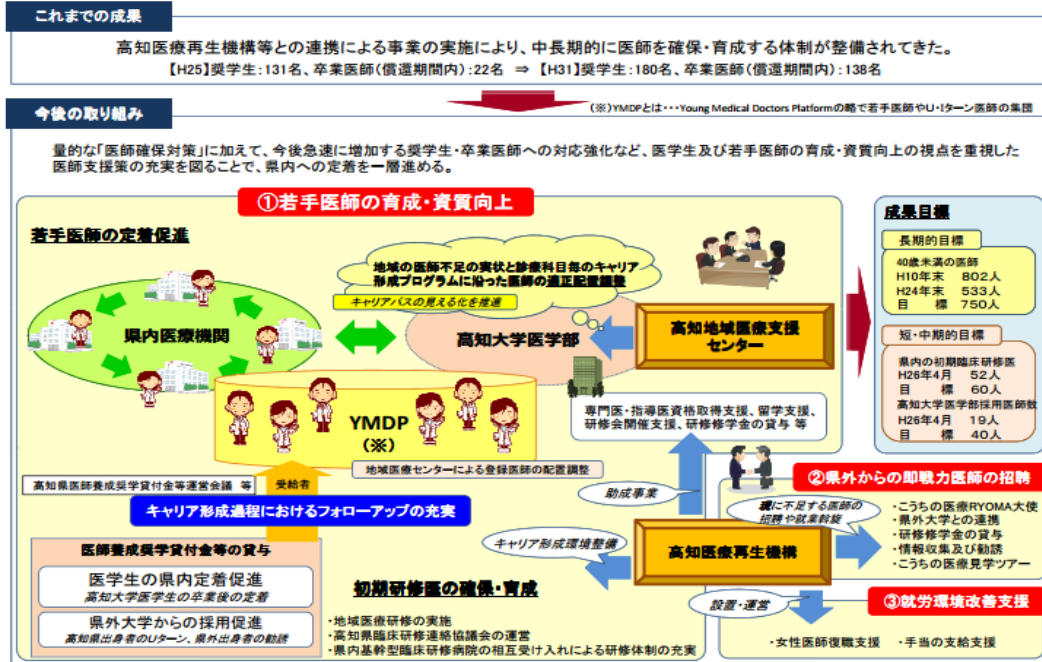 これまでの成果
高知医療再生機構等との連携による事業の実施により、中長期的に医師を確保・育成する体制が整備されてきた。
【H25】奨学生:131名、卒業医師(償還期間内):22名 ⇒ 【H31】奨学生:180名、卒業医師(償還期間内):138名
(※)YMDPとは・・・Young Medical Doctors Platformの略で若手医師やU・Iターン医師の集団
今後の取り組み
量的な「医師確保対策」に加えて、今後急速に増加する奨学生・卒業医師への対応強化など、医学生及び若手医師の育成・資質向上の視点を重視した
医師支援策の充実を図ることで、県内への定着を一層進める。
①若手医師の育成・資質向上
若手医師の定着促進
地域の医師不足の実状と診療科目毎のキャリア
形成プログラムに沿った医師の適正配置調整
キャリアパスの見える化を推進
県内医療機関
高知大学医学部
高知地域医療支援
センター
YMDP
(※)
専門医・指導医資格取得支援、留学支援、
研修会開催支援、研修修学金の貸与 等
地域医療センターによる登録医師の配置調整
高知県医師養成奨学貸付金等運営会議 等
受給者
キャリア形成過程におけるフォローアップの充実
医師養成奨学貸付金等の貸与
医学生の県内定着促進
高知大学医学生の卒業後の定着
県外大学からの採用促進
高知県出身者のUターン、県外出身者の勧誘
助成事業
キャリア形成環境整備
初期研修医の確保・育成
・地域医療研修の実施
・高知県臨床研修連絡協議会の運営
・県内基幹型臨床研修病院の相互受け入れによる研修体制の充実
高知医療再生機構
設置・運営
成果目標
長期的目標
40歳未満の医師
H10年末 802人
H24年末 533人
目 標 750人
短・中期的目標
県内の初期臨床研修医
H26年4月 52人
目 標 60人
高知大学医学部採用医師数
H26年4月 19人
目 標 40人
②県外からの即戦力医師の招聘
現に不足する医師の
招聘や就業斡旋
・こうちの医療RYOMA大使
・県外大学との連携
・研修修学金の貸与
・情報収集及び勧誘
・こうちの医療見学ツアー
③就労環境改善支援
・女性医師復職支援 ・手当の支給支援